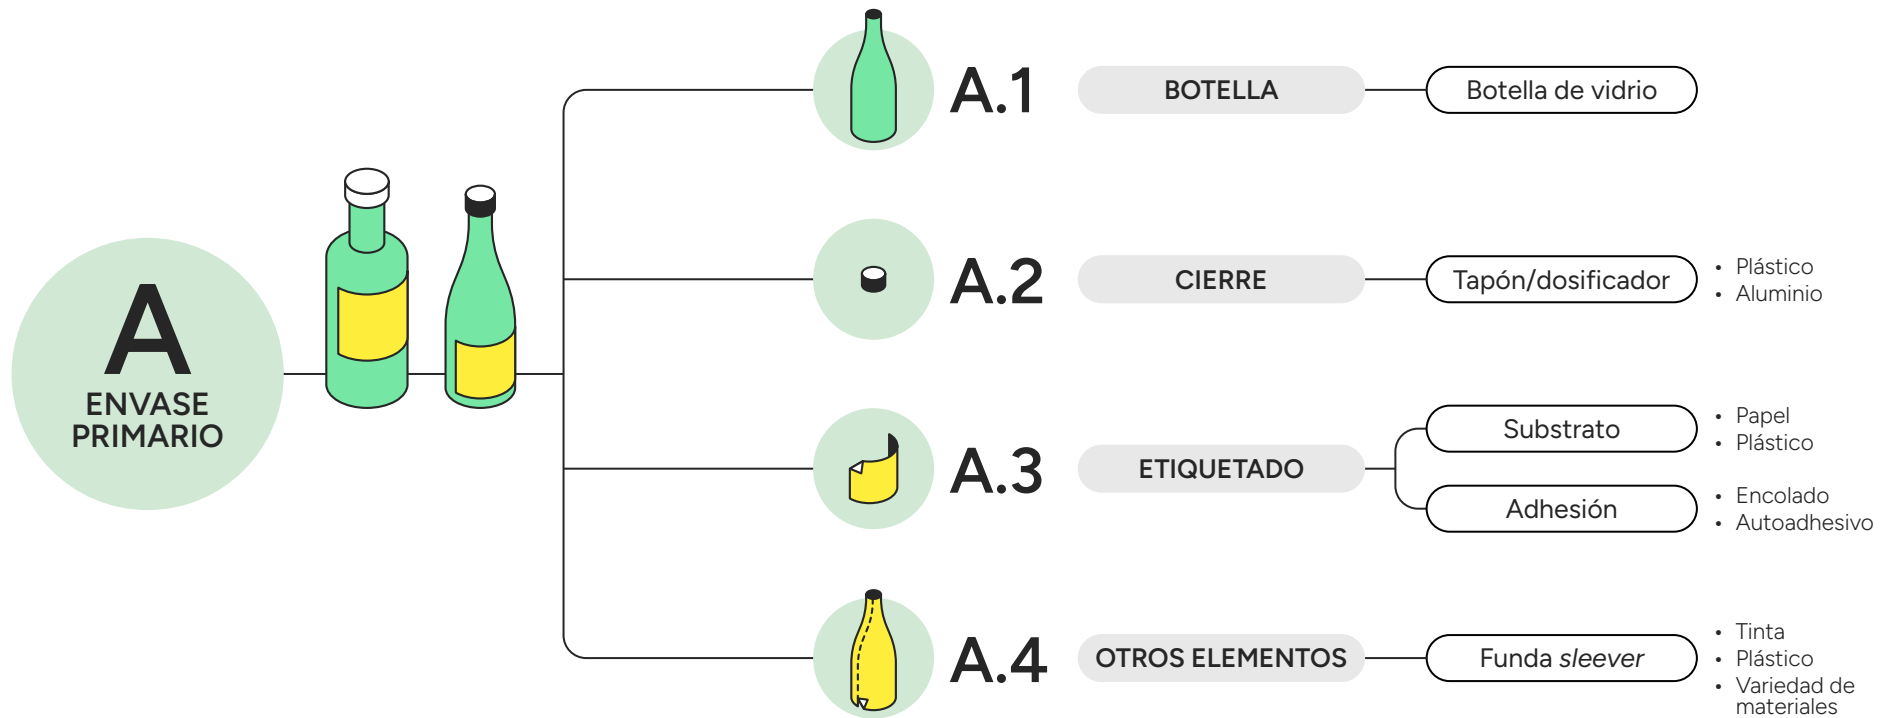 A
ENVASE
PRIMARIO
A.1
BOTELLA
Botella de vidrio
A.2
CIERRE
Tapón/dosificador
• Plástico
• Aluminio
A.3
ETIQUETADO
Substrato
• Papel
• Plástico
Adhesión
• Encolado
• Autoadhesivo
A.4
OTROS ELEMENTOS
Funda sleever
• Tinta
• Plástico
• Variedad de
materiales